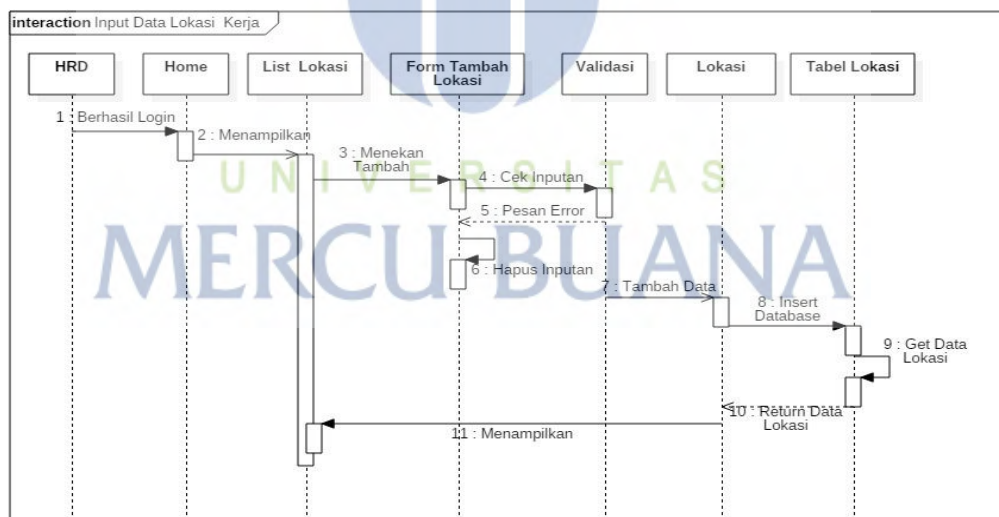 interaction Input Data Lokasi Kerja
HRD
Home
List Lokasi
Form Tambah
Lokasi
Validasi
Lokasi
Tabel Lokasi
1 : Berhasil Login
2 : Menampilkan
3 : Menekan
Tambah
4 : Cek Inputan
5 : Pesan Error
6 : Hapus Inputan
7 : Tambah Data
8 : Insert
Database
9 : Get Data
Lokasi
10 : Return Data
Lokasi
11 : Menampilkan
UNIVERSITAS
MERCU BUANA